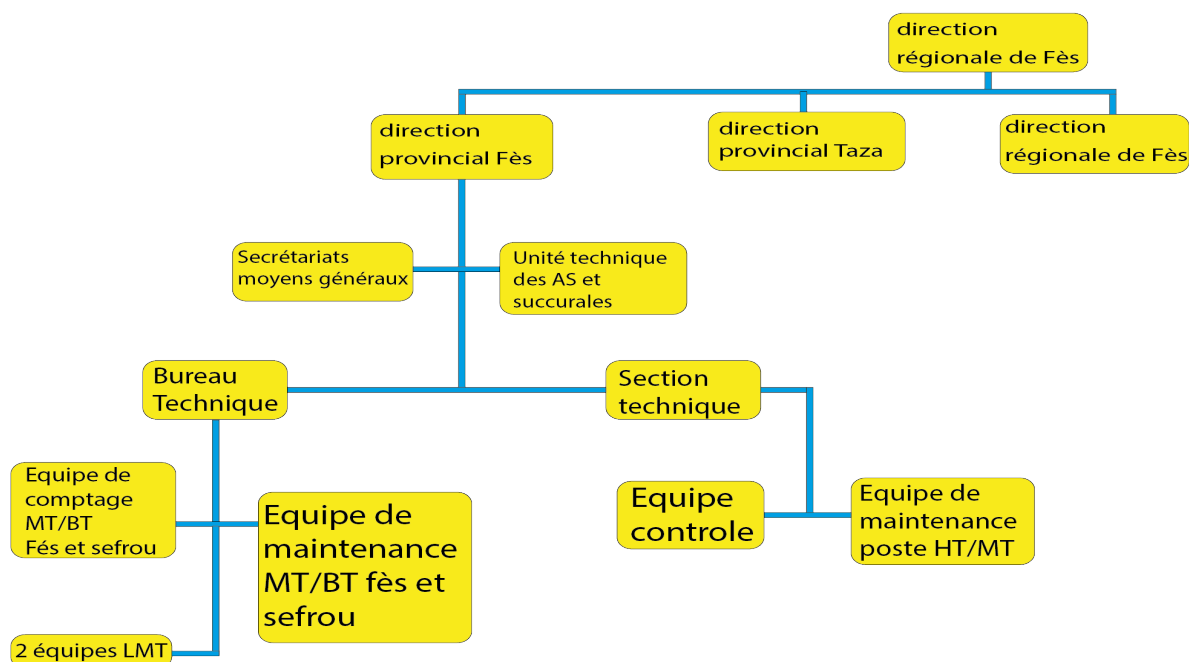 direction
régionale de Fès
direction
provincial Fès
direction
provincial Taza
direction
régionale de Fès
Secrétariats
moyens généraux
Unité technique
des AS et
succurales
Bureau
Technique
Section
technique
Equipe de
comptage
MT/BT
Fés et sefrou
Equipe de
maintenance
MT/BT fès et
sefrou
Equipe
controle
Equipe de
maintenance
poste HT/MT
2 équipes LMT